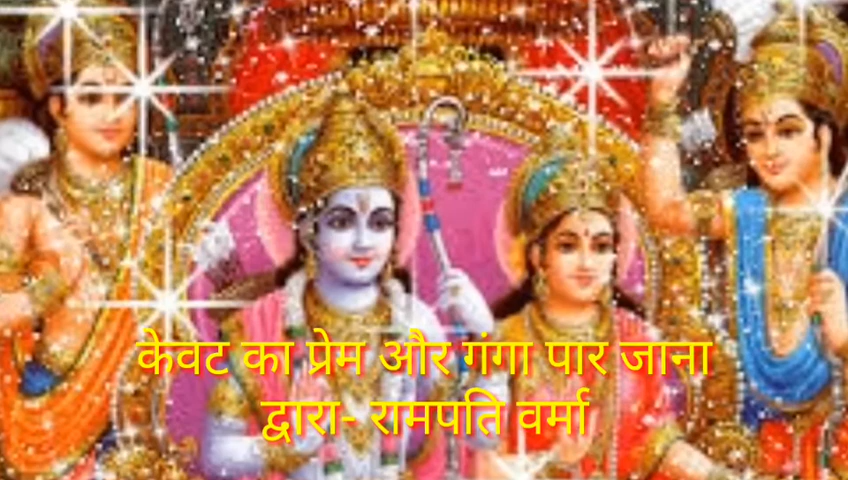 केवट का प्रेम और गंगा पार जाना
द्वारा- रामपति वर्मा